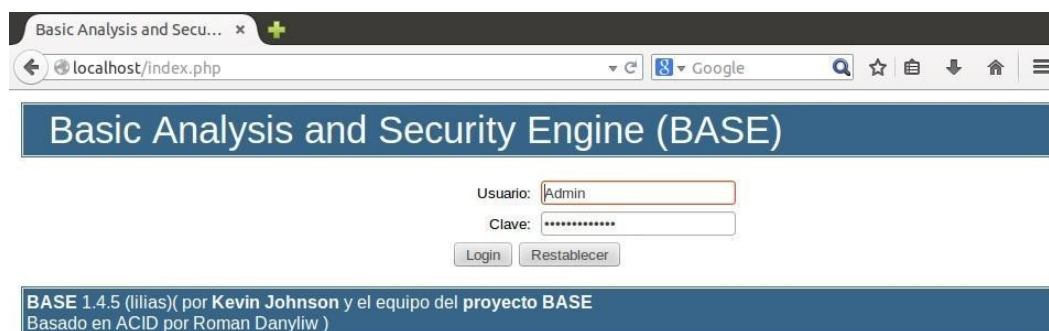 Basic Analysis and Secu... ×
localhost/index.php
Google
Basic Analysis and Security Engine (BASE)
Usuario: Admin
Clave: •••••••••••••
Login Restablecer
BASE 1.4.5 (lilias)( por Kevin Johnson y el equipo del proyecto BASE
Basado en ACID por Roman Danyliw )